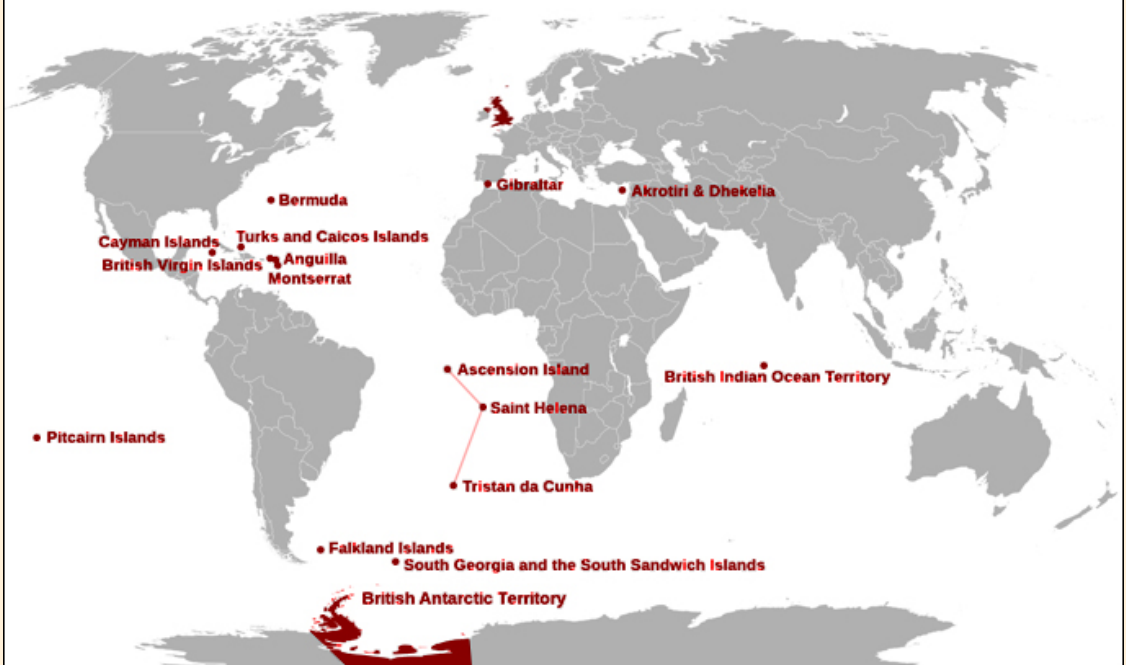 Gibraltar
Akrotiri & Dhekelia
Bermuda
Turks and Caicos Islands
Cayman Islands
Anguilla
British Virgin Islands
Montserrat
Ascension Island
British Indian Ocean Territory
Saint Helena
Pitcairn Islands
Tristan da Cunha
Falkland Islands
South Georgia and the South Sandwich Islands
British Antarctic Territory